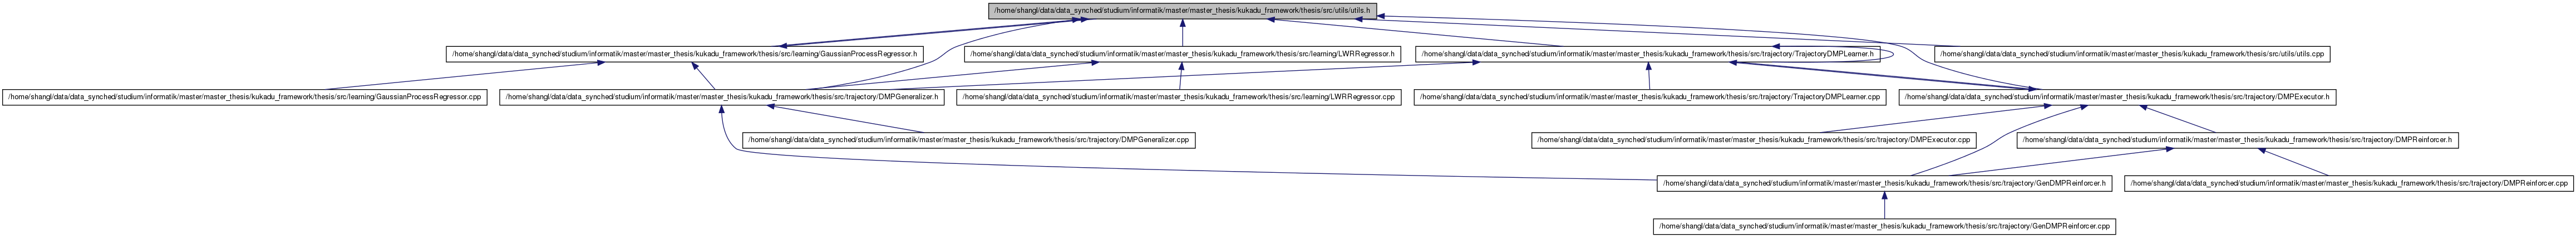 /home/shangl/data/data_synched/studium/informatik/master/master_thesis/kukadu_framework/thesis/src/utils/utils.h
/home/shangl/data/data_synched/studium/informatik/master/master_thesis/kukadu_framework/thesis/src/learning/GaussianProcessRegressor.h
/home/shangl/data/data_synched/studium/informatik/master/master_thesis/kukadu_framework/thesis/src/learning/LWRRegressor.h
/home/shangl/data/data_synched/studium/informatik/master/master_thesis/kukadu_framework/thesis/src/trajectory/TrajectoryDMPLearner.h
/home/shangl/data/data_synched/studium/informatik/master/master_thesis/kukadu_framework/thesis/src/utils/utils.cpp
/home/shangl/data/data_synched/studium/informatik/master/master_thesis/kukadu_framework/thesis/src/learning/GaussianProcessRegressor.cpp
/home/shangl/data/data_synched/studium/informatik/master/master_thesis/kukadu_framework/thesis/src/trajectory/DMPGeneralizer.h
/home/shangl/data/data_synched/studium/informatik/master/master_thesis/kukadu_framework/thesis/src/learning/LWRRegressor.cpp
/home/shangl/data/data_synched/studium/informatik/master/master_thesis/kukadu_framework/thesis/src/trajectory/TrajectoryDMPLearner.cpp
/home/shangl/data/data_synched/studium/informatik/master/master_thesis/kukadu_framework/thesis/src/trajectory/DMPExecutor.h
/home/shangl/data/data_synched/studium/informatik/master/master_thesis/kukadu_framework/thesis/src/trajectory/DMPGeneralizer.cpp
/home/shangl/data/data_synched/studium/informatik/master/master_thesis/kukadu_framework/thesis/src/trajectory/DMPExecutor.cpp
/home/shangl/data/data_synched/studium/informatik/master/master_thesis/kukadu_framework/thesis/src/trajectory/DMPReinforcer.h
/home/shangl/data/data_synched/studium/informatik/master/master_thesis/kukadu_framework/thesis/src/trajectory/GenDMPReinforcer.h
/home/shangl/data/data_synched/studium/informatik/master/master_thesis/kukadu_framework/thesis/src/trajectory/DMPReinforcer.cpp
/home/shangl/data/data_synched/studium/informatik/master/master_thesis/kukadu_framework/thesis/src/trajectory/GenDMPReinforcer.cpp